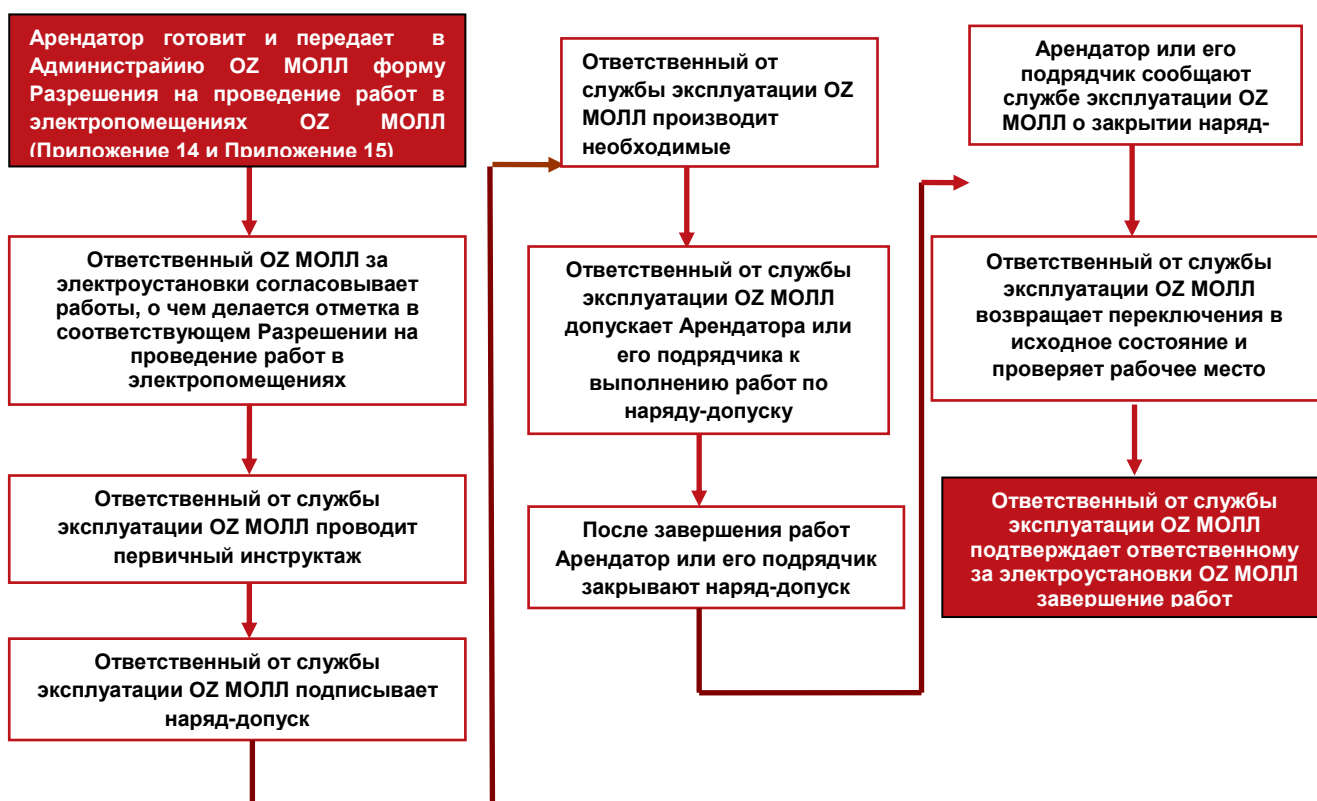 Арендатор готовит и передает в
Администрайию OZ МОЛЛ форму
Разрешения на проведение работ в
электропомещениях OZ МОЛЛ
(Приложение 14 и Приложение 15)
Ответственный OZ МОЛЛ за
электроустановки согласовывает
работы, о чем делается отметка в
соответствующем Разрешении на
проведение работ в
электропомещениях
Ответственный от службы
эксплуатации OZ МОЛЛ проводит
первичный инструктаж
Ответственный от службы
эксплуатации OZ МОЛЛ подписывает
наряд-допуск
Ответственный от
службы эксплуатации OZ
МОЛЛ производит
необходимые
Ответственный от службы
эксплуатации OZ МОЛЛ
допускает Арендатора или
его подрядчика к
выполнению работ по
наряду-допуску
После завершения работ
Арендатор или его подрядчик
закрывают наряд-допуск
Арендатор или его
подрядчик сообщают
службе эксплуатации OZ
МОЛЛ о закрытии наряд-
Ответственный от службы
эксплуатации OZ МОЛЛ
возвращает переключения в
исходное состояние и
проверяет рабочее место
Ответственный от службы
эксплуатации OZ МОЛЛ
подтверждает ответственному
за электроустановки OZ МОЛЛ
завершение работ